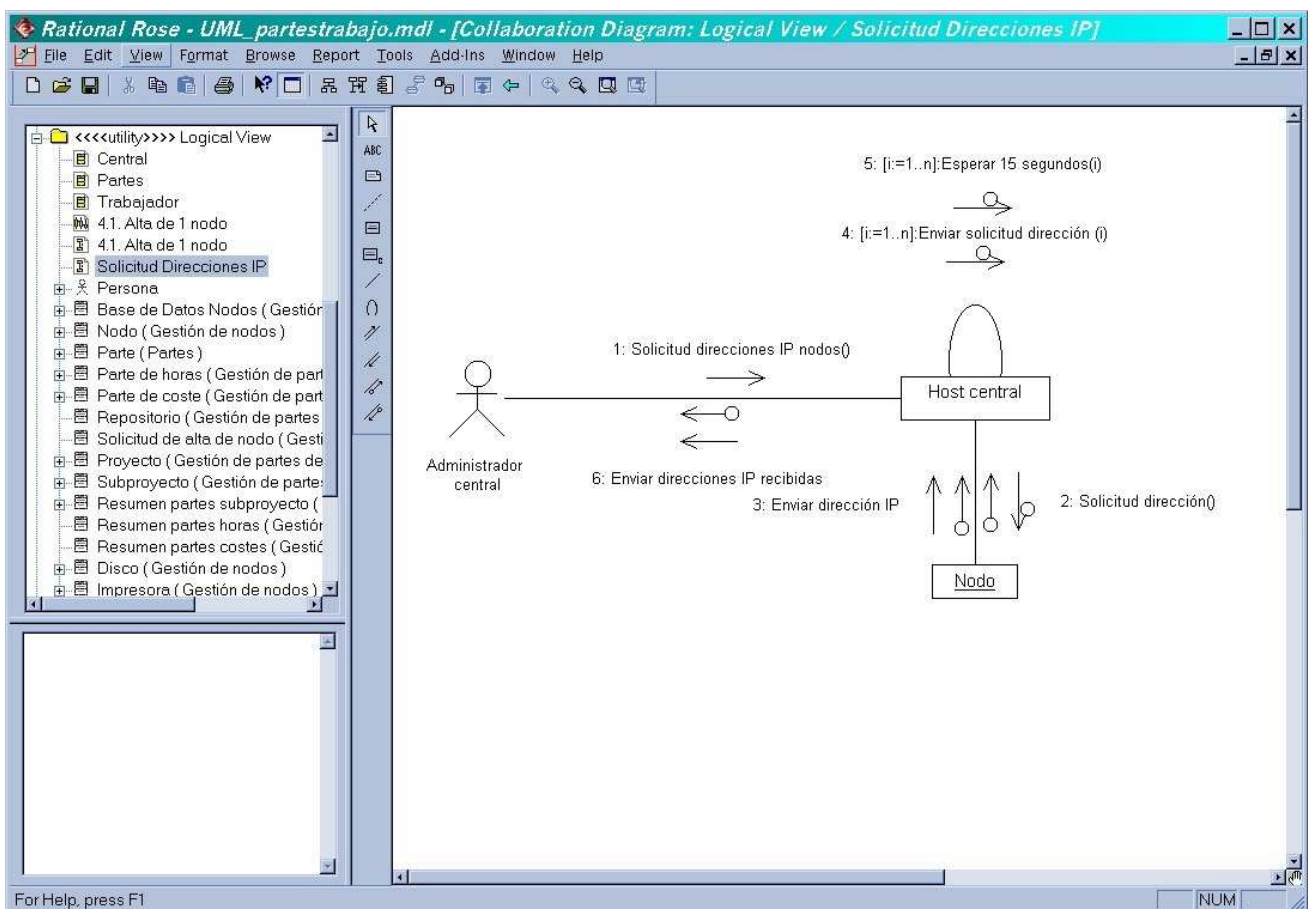 Rational Rose - UML_partestrabajo.mdl - [Collaboration Diagram: Logical View / Solicitud Direcciones IP]
File Edit View Format Browse Report Tools Add-Ins Window Help
<<<<utility>>>> Logical View
Central
Partes
Trabajador
4.1. Alta de 1 nodo
4.1. Alta de 1 nodo
Solicitud Direcciones IP
Persona
Base de Datos Nodos ( Gestión
Nodo ( Gestión de nodos )
Parte ( Partes )
Parte de horas ( Gestión de part
Parte de coste ( Gestión de part
Repositorio ( Gestión de partes
Solicitud de alta de nodo ( Gesti
Proyecto ( Gestión de partes de
Subproyecto ( Gestión de partes
Resumen partes subproyecto (
Resumen partes horas ( Gestión
Resumen partes costes ( Gestió
Disco ( Gestión de nodos )
Impresora ( Gestión de nodos )
ABC
5: [i:=1..n]:Esperar 15 segundos(i)
4: [i:=1..n]:Enviar solicitud dirección (i)
1: Solicitud direcciones IP nodos()
Host central
Administrador
central
6: Enviar direcciones IP recibidas
3: Enviar dirección IP
2: Solicitud dirección()
Nodo
For Help, press F1
NUM